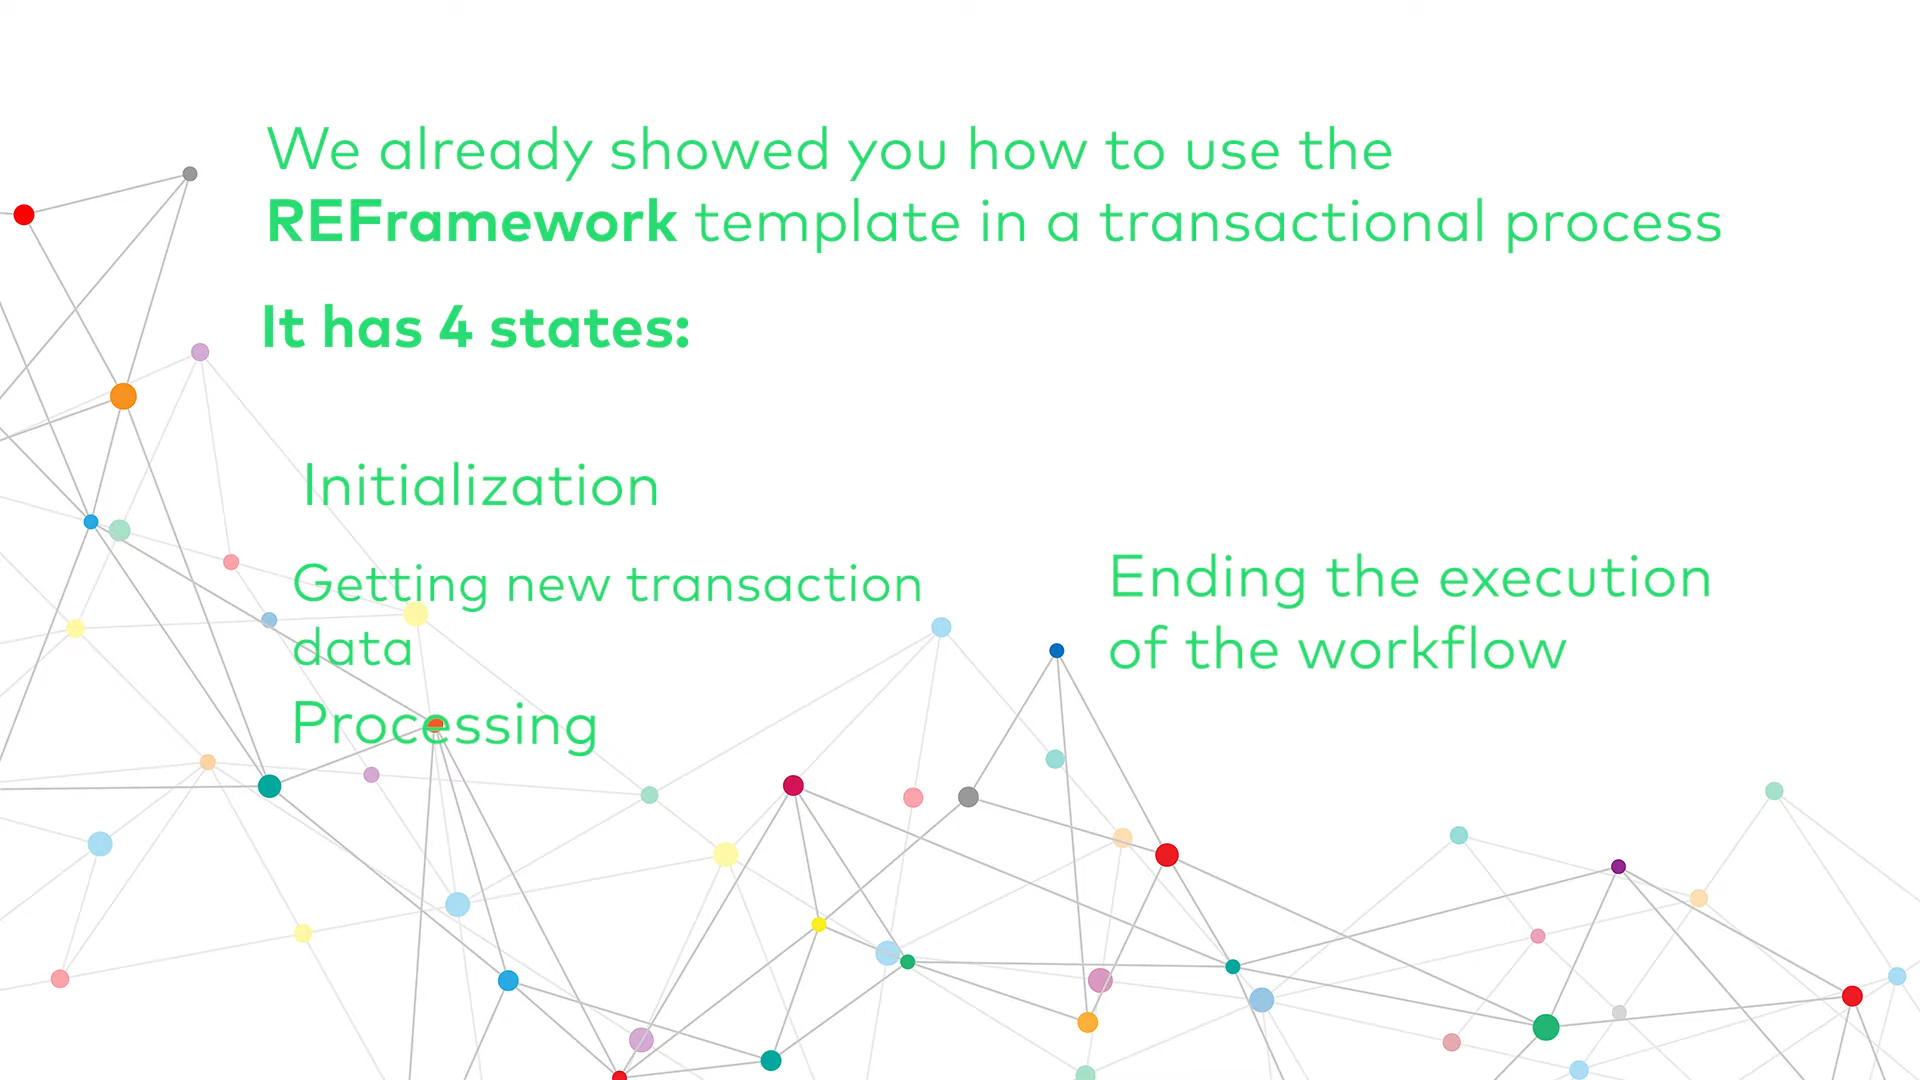 We already showed you how to use the
REFramework template in a transactional process
It has 4 states:
Initialization
Getting new transaction
data
Processing
Ending the execution
of the workflow